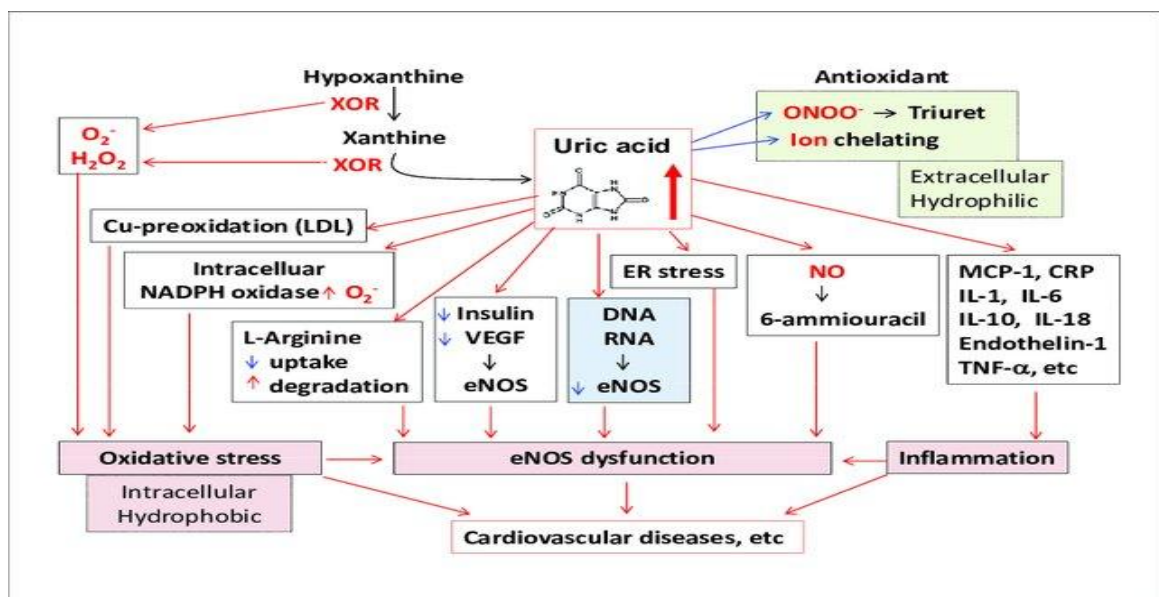 Hypoxanthine
XOR
Xanthine
XOR
O₂⁻
H₂O₂
Uric acid
Antioxidant
ONOO⁻ → Triuret
Ion chelating
Extracellular
Hydrophilic
Cu-preoxidation (LDL)
Intracelluar
NADPH oxidase ↑ O₂⁻
L-Arginine
↓ uptake
↑ degradation
↓ Insulin
↓ VEGF
↓
eNOS
DNA
RNA
↓
↓ eNOS
ER stress
NO
↓
6-ammiouracil
MCP-1, CRP
IL-1, IL-6
IL-10, IL-18
Endothelin-1
TNF-α, etc
Oxidative stress
Intracellular
Hydrophobic
eNOS dysfunction
Inflammation
Cardiovascular diseases, etc